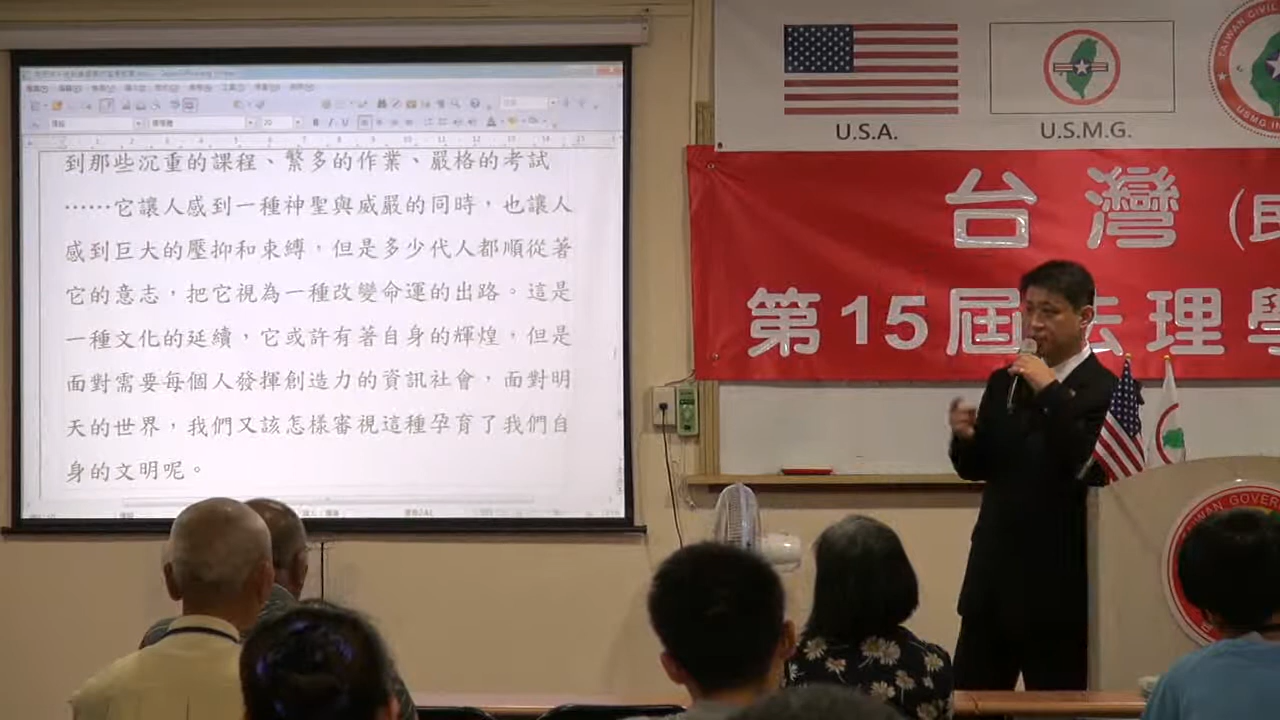 到那些沉重的課程、繁多的作業、嚴格的考試
……它讓人感到一種神聖與威嚴的同時，也讓人
感到巨大的壓抑和束縛，但是多少代人都順從著
它的意志，把它視為一種改變命運的出路。這是
一種文化的延續，它或許有著自身的輝煌，但是
面對需要每個人發揮創造力的資訊社會，面對明
天的世界，我們又該怎樣審視這種孕育了我們自
身的文明呢。
U.S.A.
U.S.M.G.
TAIWAN CIVIL
台灣（民
第15屆法理學
TAIWAN GOVER